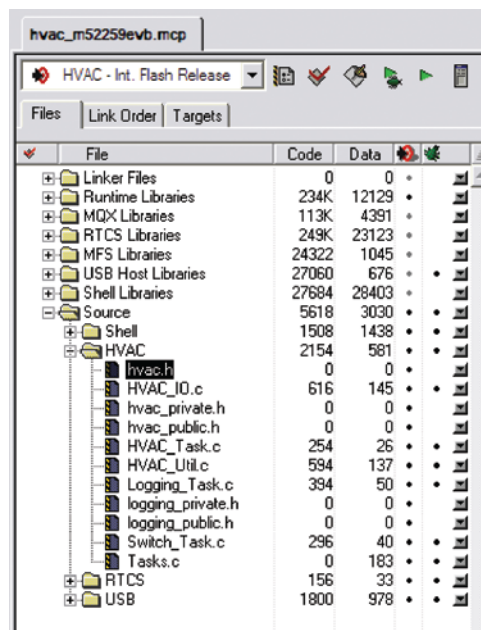 hvac_m52259evb.mcp
HVAC - Int. Flash Release
Files Link Order Targets
File Code Data
Linker Files 0 0
Runtime Libraries 234K 12129
MQX Libraries 113K 4391
RTCS Libraries 249K 23123
MFS Libraries 24322 1045
USB Host Libraries 27060 676
Shell Libraries 27684 28403
Source 5618 3030
Shell 1508 1438
HVAC 2154 581
hvac.h 0 0
HVAC_IO.c 616 145
hvac_private.h 0 0
hvac_public.h 0 0
HVAC_Task.c 254 26
HVAC_Util.c 594 137
Logging_Task.c 394 50
logging_private.h 0 0
logging_public.h 0 0
Switch_Task.c 296 40
Tasks.c 0 183
RTCS 156 33
USB 1800 978